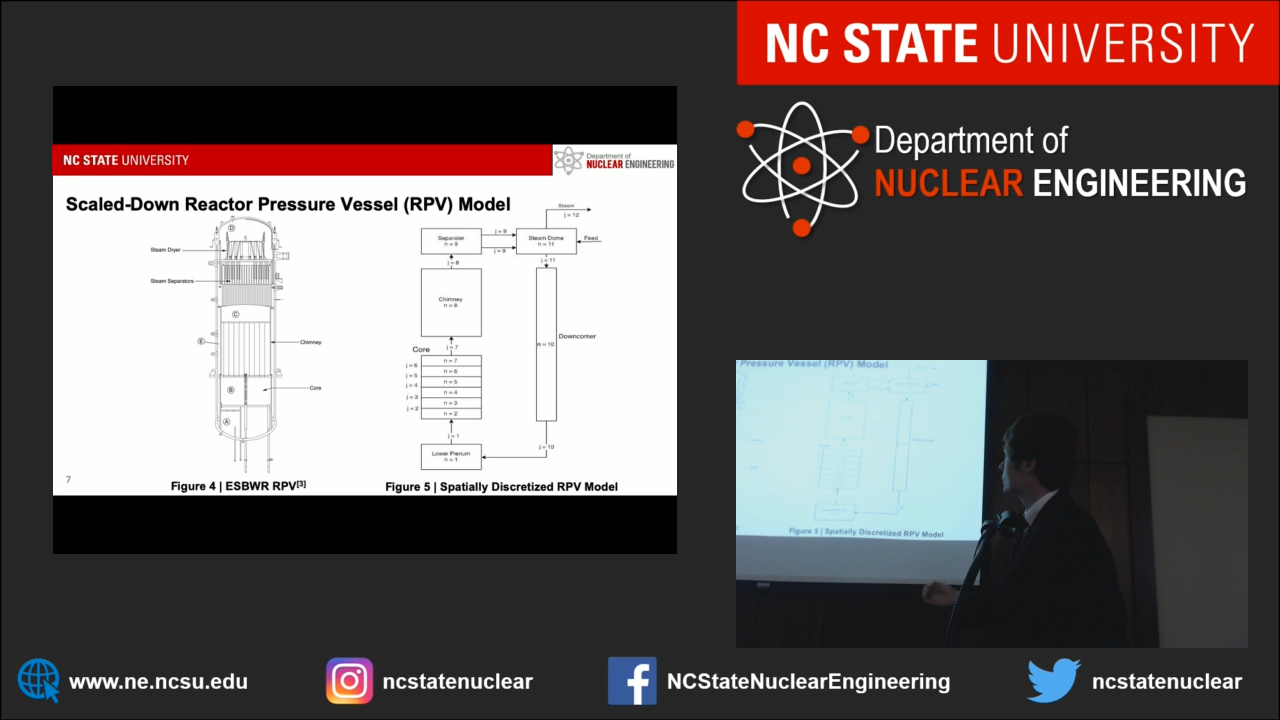 NC STATE UNIVERSITY
Department of
NUCLEAR ENGINEERING
NC STATE UNIVERSITY
Department of
NUCLEAR ENGINEERING
Scaled-Down Reactor Pressure Vessel (RPV) Model
D
Steam Dryer
Steam Separators
C
E
Chimney
B
Core
A
Steam
j = 12
Separater
n = 9
j = 9
j = 9
Steam Dome
n = 11
Feed
j = 8
j = 11
Chimney
n = 8
Downcomer
n = 10
j = 7
Core
n = 7
j = 6
n = 6
j = 5
n = 5
j = 4
n = 4
j = 3
n = 3
j = 2
n = 2
j = 1
j = 10
Lower Plenum
n = 1
7
Figure 4 | ESBWR RPV[3]
Figure 5 | Spatially Discretized RPV Model
Pressure Vessel (RPV) Model
Figure 5 | Spatially Discretized RPV Model
www.ne.ncsu.edu
ncstatenuclear
NCStateNuclearEngineering
ncstatenuclear